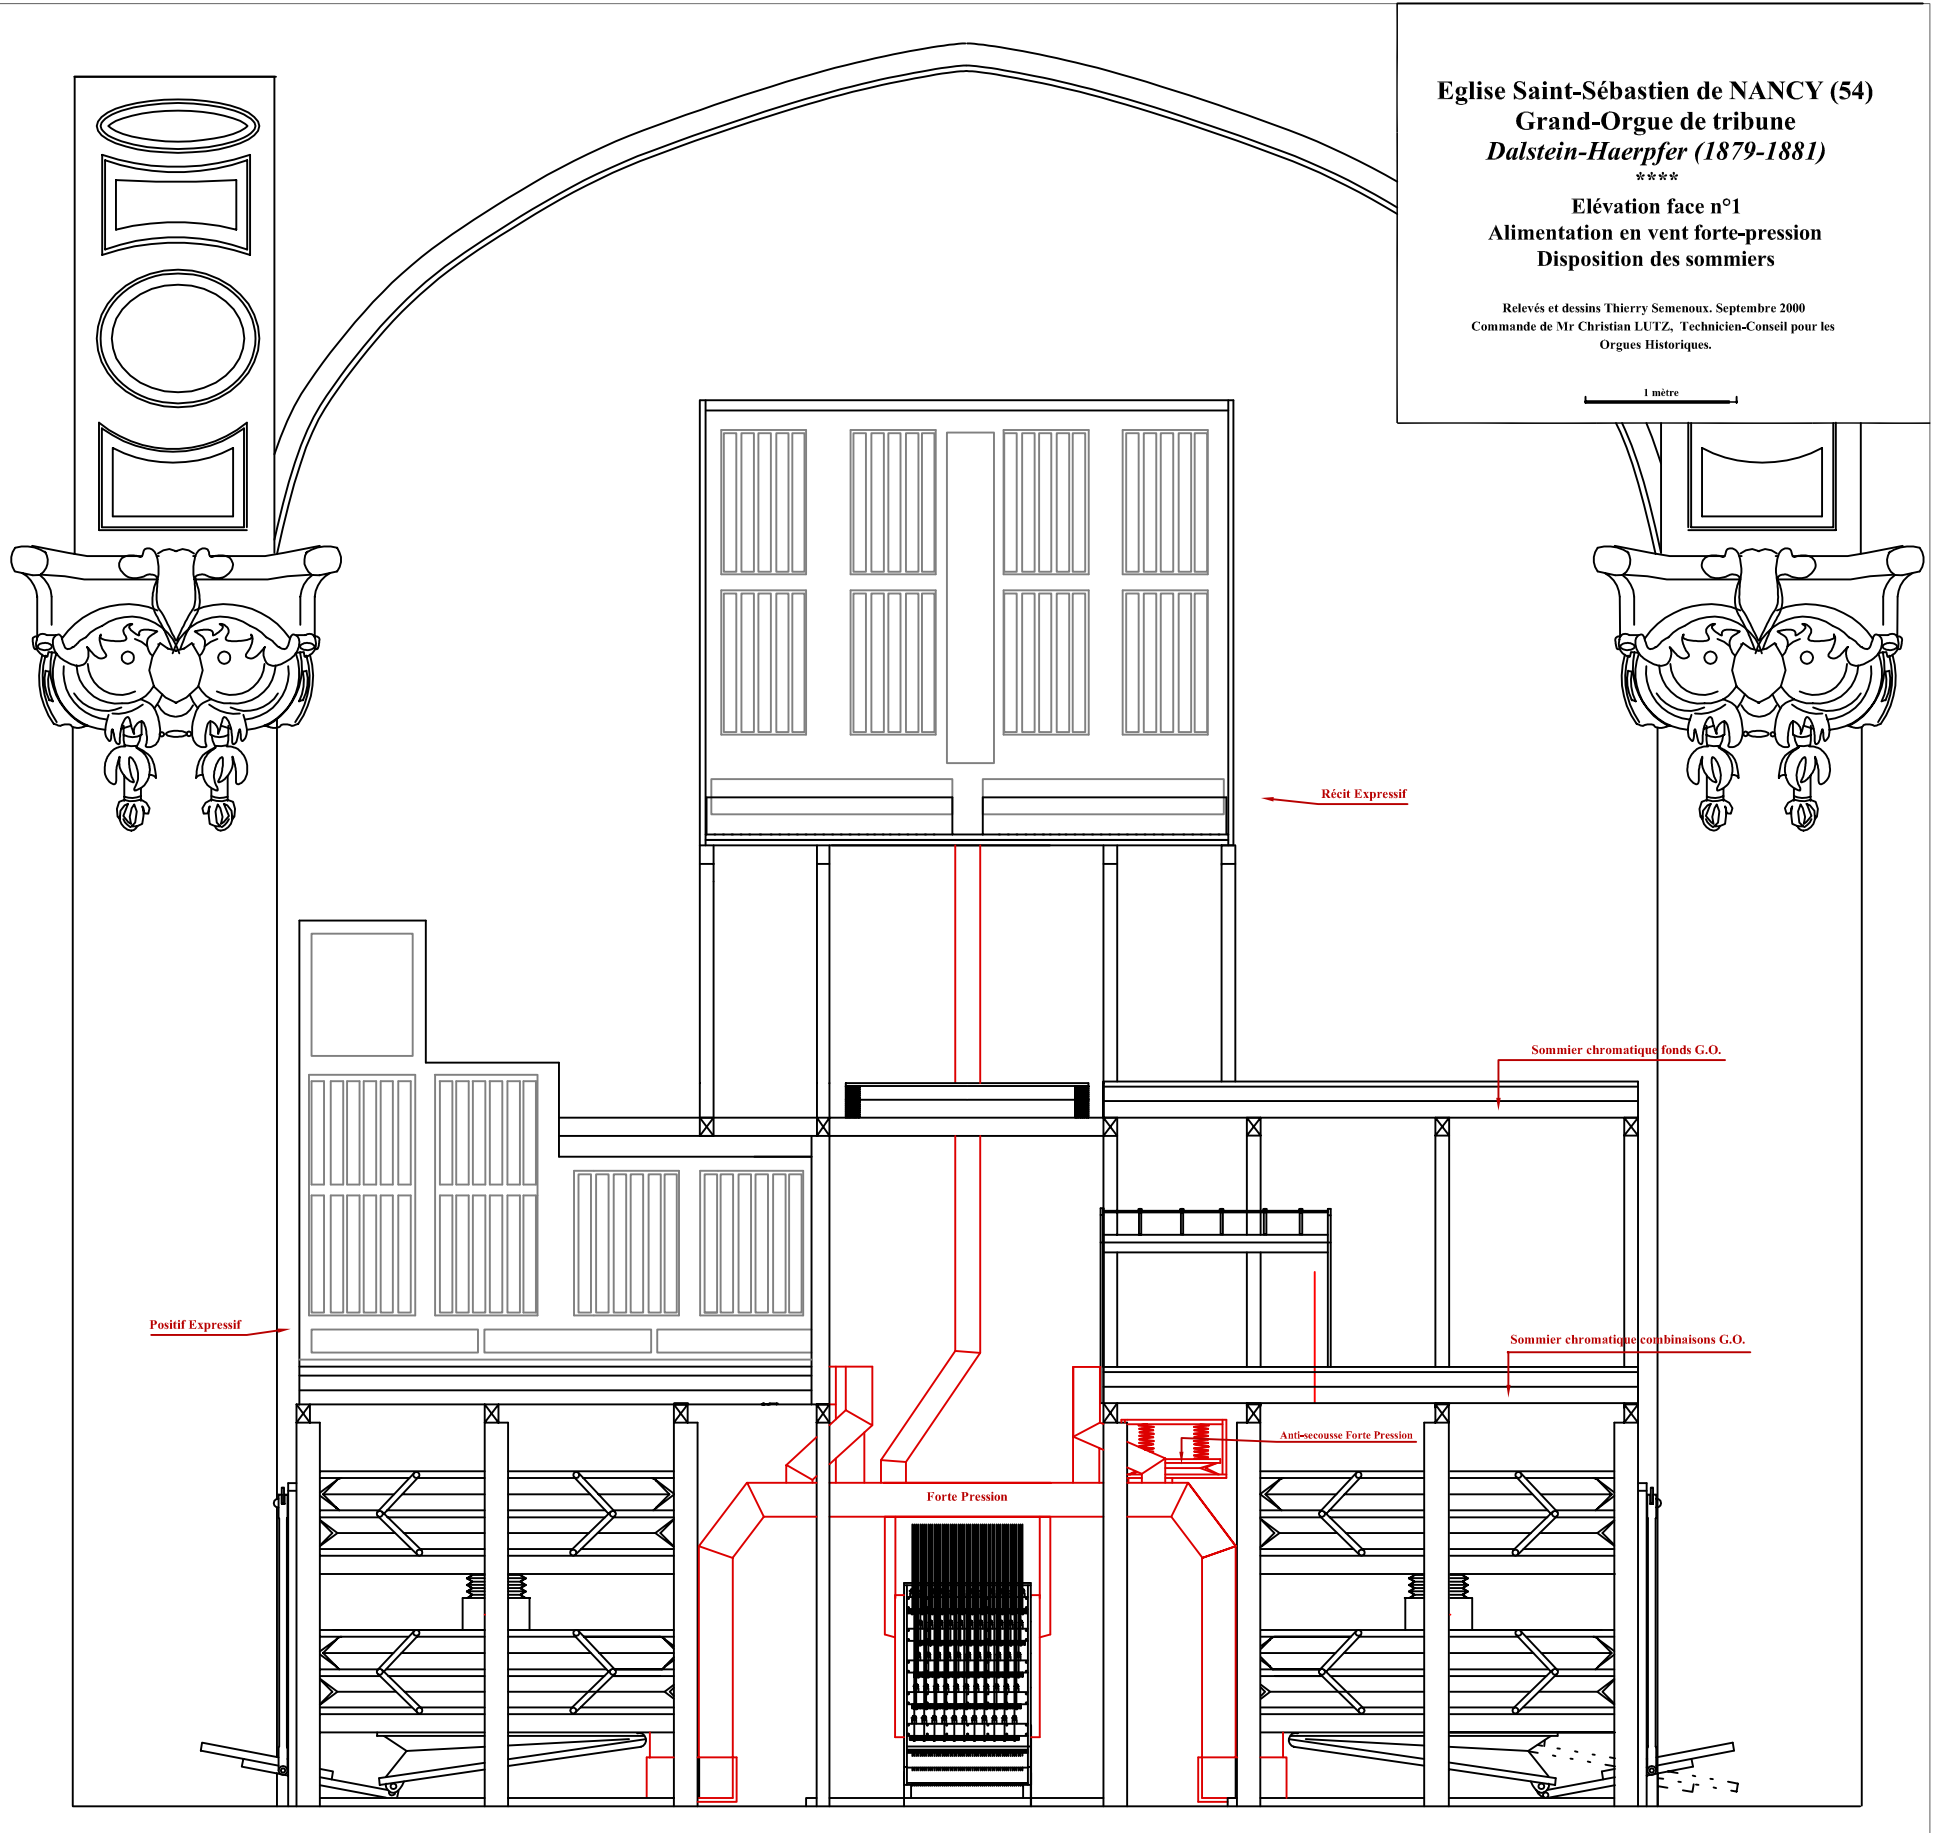 Eglise Saint-Sébastien de NANCY (54)
Grand-Orgue de tribune
Dalstein-Haerpfer (1879-1881)
****
Elévation face n°1
Alimentation en vent forte-pression
Disposition des sommiers
Relevés et dessins Thierry Semenoux. Septembre 2000
Commande de Mr Christian LUTZ, Technicien-Conseil pour les
Orgues Historiques.
1 mètre
Récit Expressif
Sommier chromatique fonds G.O.
Positif Expressif
Sommier chromatique combinaisons G.O.
Anti-secousse Forte Pression
Forte Pression